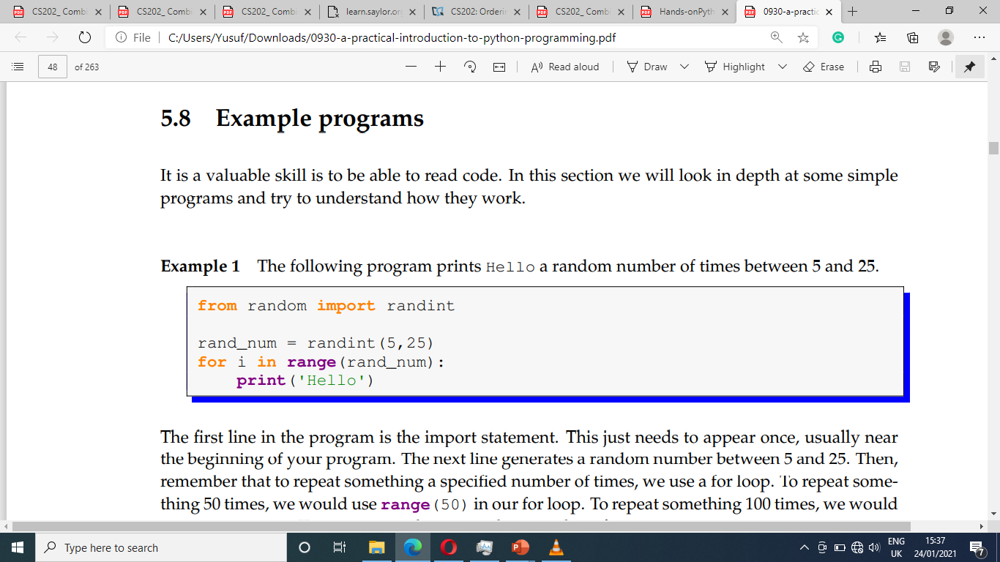 CS202_ Combi
CS202_ Combi
CS202_ Comb
learn.saylor.or
CS202: Orderi
CS202_ Combi
Hands-onPyth
0930-a-practic
File
C:/Users/Yusuf/Downloads/0930-a-practical-introduction-to-python-programming.pdf
48 of 263
Read aloud
Draw
Highlight
Erase
5.8 Example programs
It is a valuable skill is to be able to read code. In this section we will look in depth at some simple
programs and try to understand how they work.
Example 1 The following program prints Hello a random number of times between 5 and 25.
from random import randint
rand_num = randint(5,25)
for i in range(rand_num):
print('Hello')
The first line in the program is the import statement. This just needs to appear once, usually near
the beginning of your program. The next line generates a random number between 5 and 25. Then,
remember that to repeat something a specified number of times, we use a for loop. To repeat some-
thing 50 times, we would use range(50) in our for loop. To repeat something 100 times, we would
Type here to search
ENG
UK
15:37
24/01/2021
7